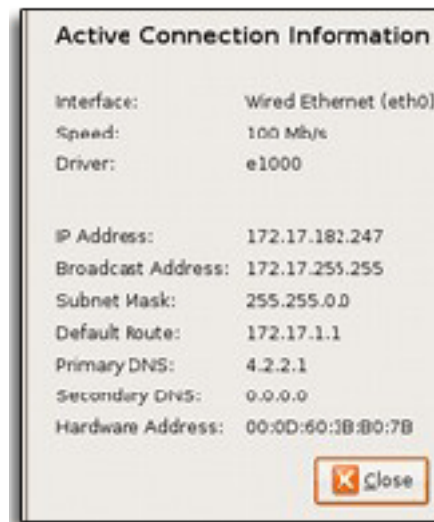 Active Connection Information
Interface: Wired Ethernet (eth0)
Speed: 100 Mb/s
Driver: e1000
IP Address: 172.17.182.247
Broadcast Address: 172.17.255.255
Subnet Mask: 255.255.0.0
Default Route: 172.17.1.1
Primary DNS: 4.2.2.1
Secondary DNS: 0.0.0.0
Hardware Address: 00:0D:60:3B:B0:7B
Close